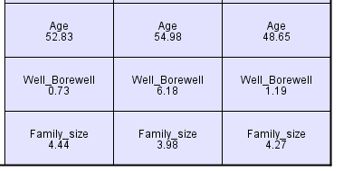 Age Age Age
52.83 54.98 48.65
Well_Borewell Well_Borewell Well_Borewell
0.73 6.18 1.19
Family_size Family_size Family_size
4.44 3.98 4.27